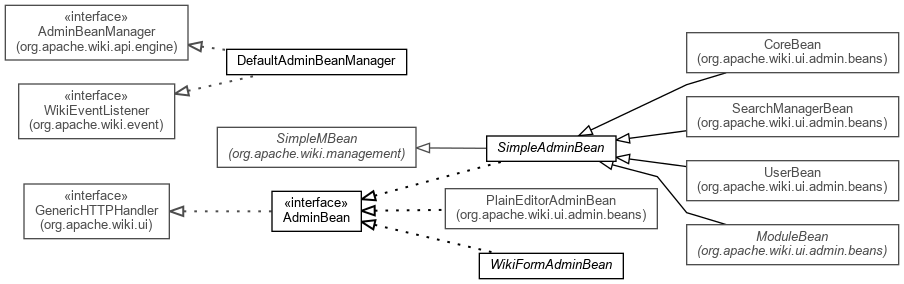 «interface»
AdminBeanManager
(org.apache.wiki.api.engine)
DefaultAdminBeanManager
«interface»
WikiEventListener
(org.apache.wiki.event)
SimpleMBean
(org.apache.wiki.management)
«interface»
GenericHTTPHandler
(org.apache.wiki.ui)
«interface»
AdminBean
SimpleAdminBean
PlainEditorAdminBean
(org.apache.wiki.ui.admin.beans)
WikiFormAdminBean
CoreBean
(org.apache.wiki.ui.admin.beans)
SearchManagerBean
(org.apache.wiki.ui.admin.beans)
UserBean
(org.apache.wiki.ui.admin.beans)
ModuleBean
(org.apache.wiki.ui.admin.beans)